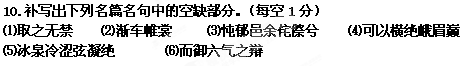 10.补写出下列名篇名句中的空缺部分。(每空1分)
(1)取之无禁 (2)渐车帷裳 (3)忳郁邑余侘傺兮 (4)可以横绝峨眉巅
(5)冰泉冷涩弦凝绝 (6)而御六气之辩